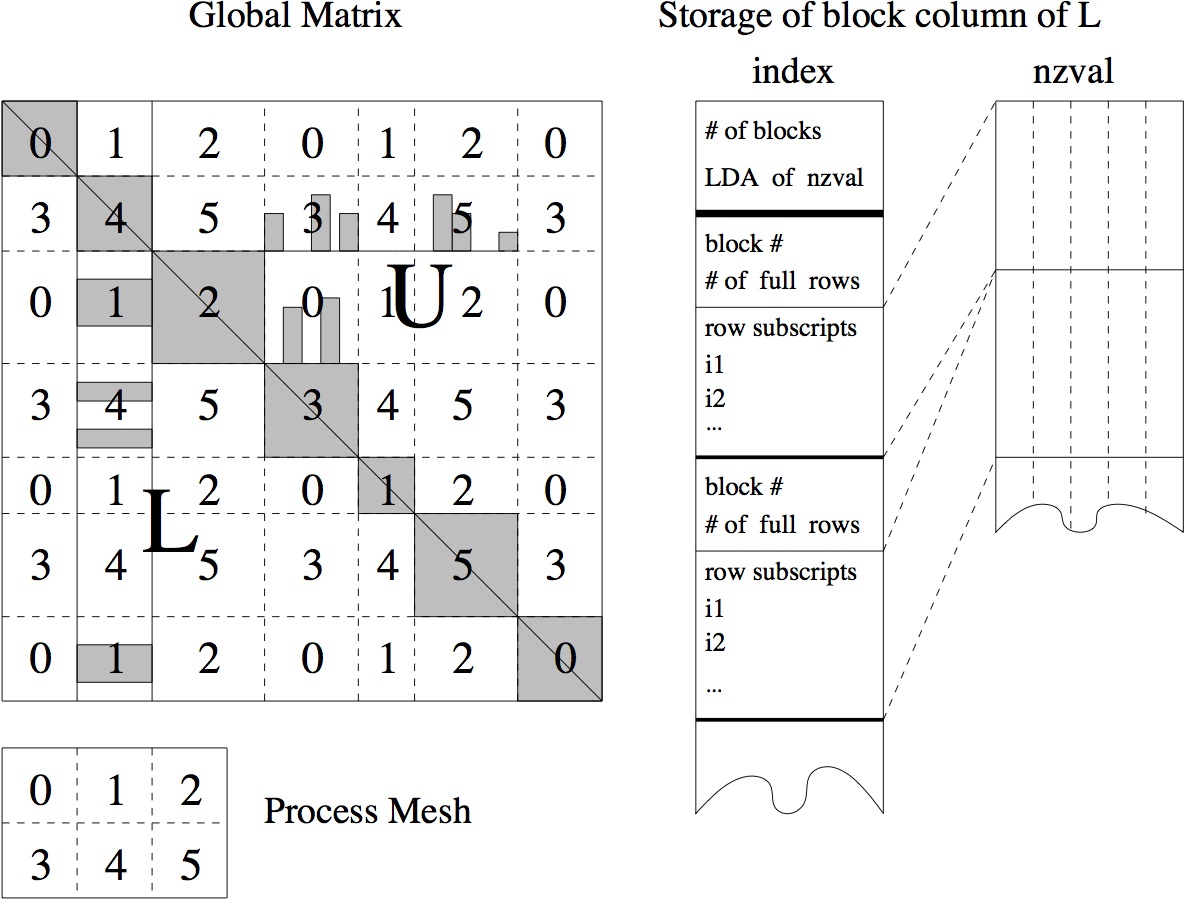 Global Matrix
Storage of block column of L
index
nzval
0 1 2 0 1 2 0
3 4 5 3 4 5 3
0 1 2 0 1 2 0
U
3 4 5 3 4 5 3
0 1 2 0 1 2 0
L
3 4 5 3 4 5 3
0 1 2 0 1 2 0
# of blocks
LDA of nzval
block #
# of full rows
row subscripts
i1
i2
...
block #
# of full rows
row subscripts
i1
i2
...
0 1 2
3 4 5
Process Mesh